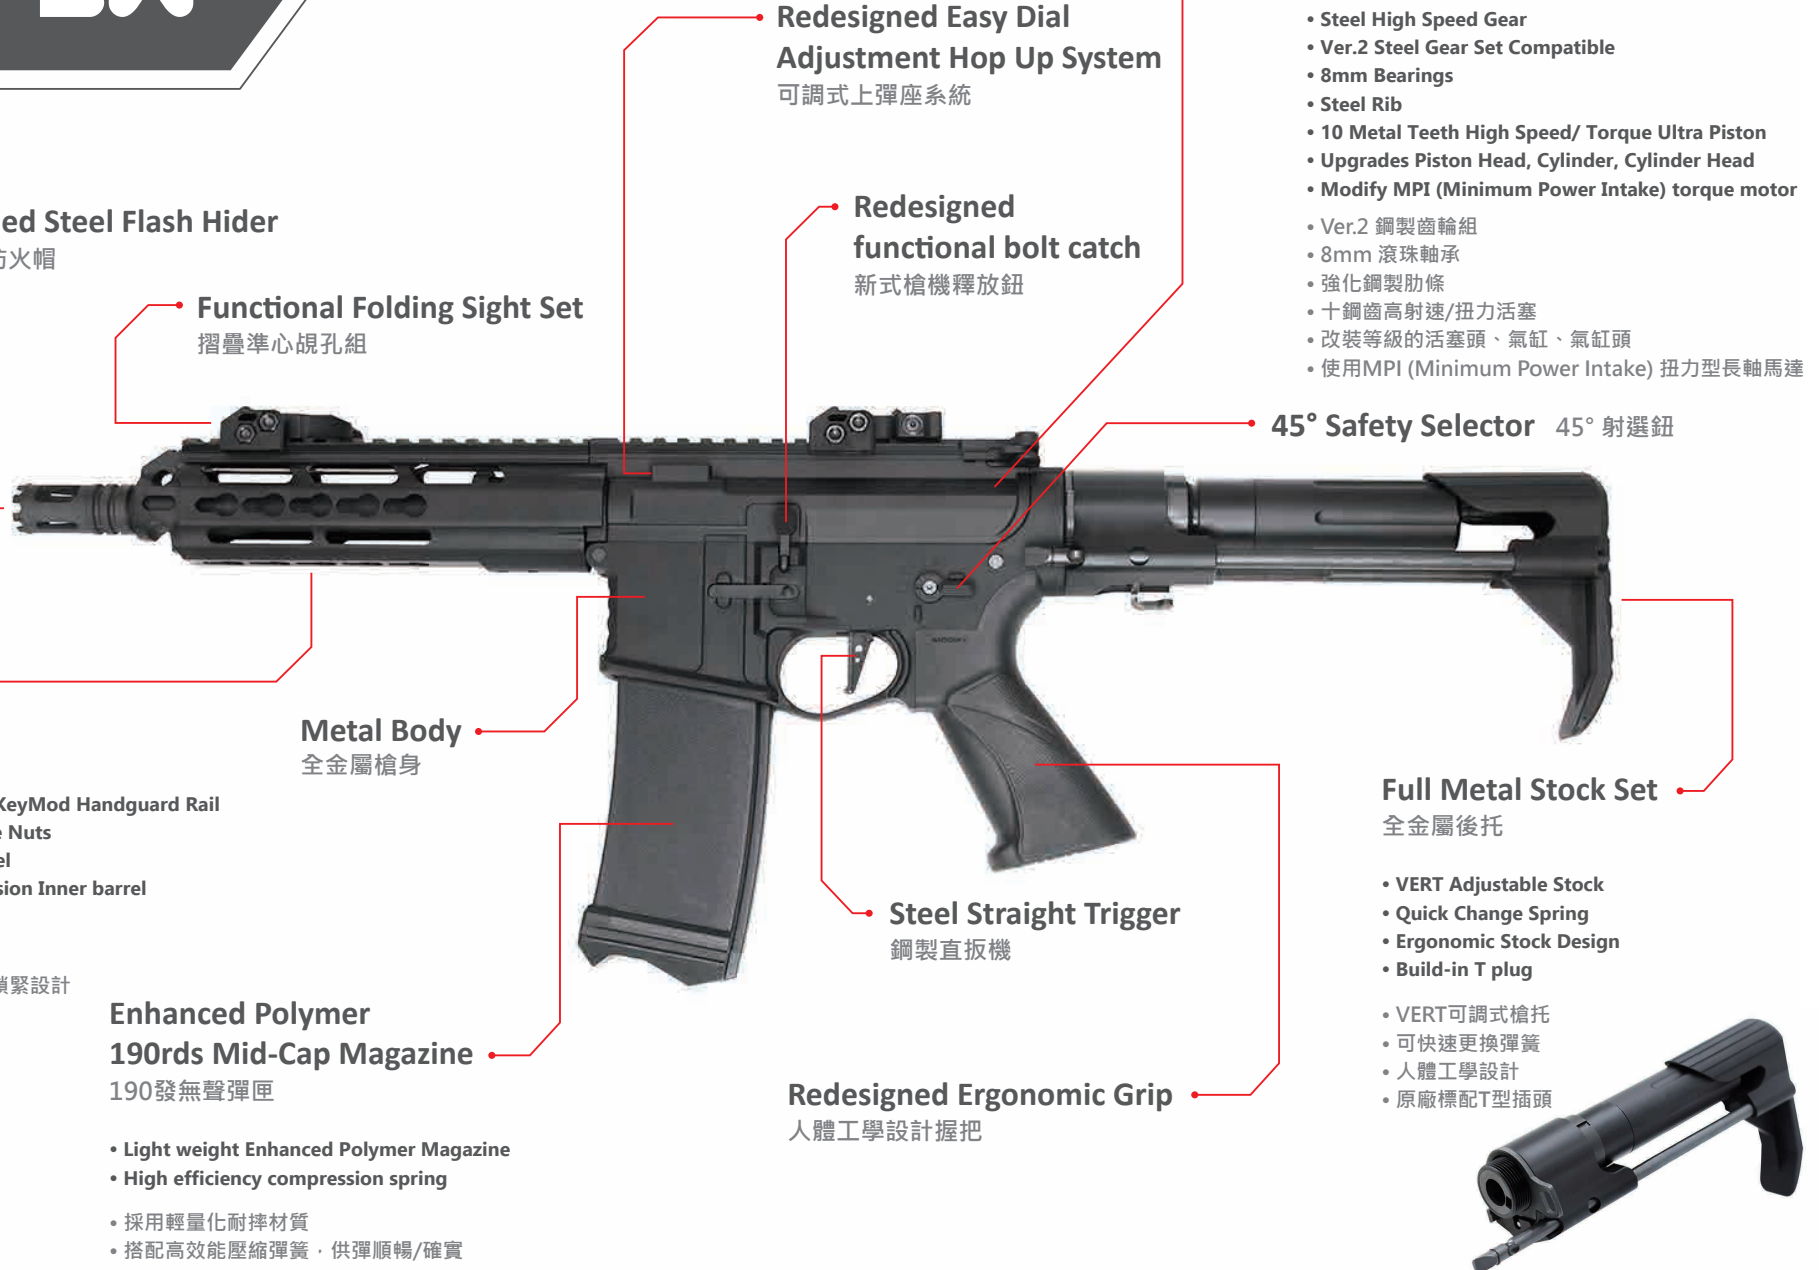 Redesigned Easy Dial
Adjustment Hop Up System
可調式上彈座系統
• Steel High Speed Gear
• Ver.2 Steel Gear Set Compatible
• 8mm Bearings
• Steel Rib
• 10 Metal Teeth High Speed/ Torque Ultra Piston
• Upgrades Piston Head, Cylinder, Cylinder Head
• Modify MPI (Minimum Power Intake) torque motor
• Ver.2 鋼製齒輪組
• 8mm 滾珠軸承
• 強化鋼製肋條
• 十鋼齒高射速/扭力活塞
• 改裝等級的活塞頭、氣缸、氣缸頭
• 使用MPI (Minimum Power Intake) 扭力型長軸馬達
ed Steel Flash Hider
火帽
Redesigned
functional bolt catch
新式槍機釋放鈕
Functional Folding Sight Set
摺疊準心覘孔組
45° Safety Selector 45° 射選鈕
Metal Body
全金屬槍身
KeyMod Handguard Rail
Nuts
el
sion Inner barrel
鎖緊設計
Full Metal Stock Set
全金屬後托
• VERT Adjustable Stock
• Quick Change Spring
• Ergonomic Stock Design
• Build-in T plug
• VERT可調式槍托
• 可快速更換彈簧
• 人體工學設計
• 原廠標配T型插頭
Steel Straight Trigger
鋼製直扳機
Enhanced Polymer
190rds Mid-Cap Magazine
190發無聲彈匣
• Light weight Enhanced Polymer Magazine
• High efficiency compression spring
• 採用輕量化耐摔材質
• 搭配高效能壓縮彈簧，供彈順暢/確實
Redesigned Ergonomic Grip
人體工學設計握把